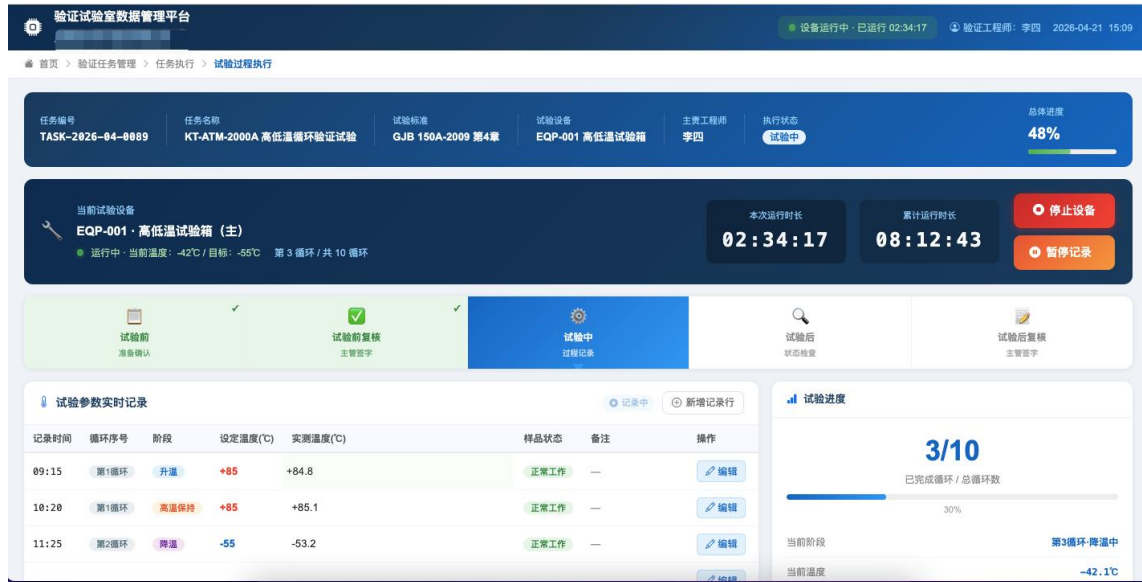 验证试验室数据管理平台
设备运行中 · 已运行 02:34:17
验证工程师：李四 2026-04-21 15:09
首页 > 验证任务管理 > 任务执行 > 试验过程执行
任务编号 任务名称 试验标准 试验设备 主责工程师 执行状态 总体进度
TASK-2026-04-0089 KT-ATM-2000A 高低温循环验证试验 GJB 150A-2009 第4章 EQP-001 高低温试验箱 李四 试验中 48%
当前试验设备
EQP-001 · 高低温试验箱（主）
运行中 · 当前温度：-42℃ / 目标：-55℃ 第 3 循环 / 共 10 循环
本次运行时长
02:34:17
累计运行时长
08:12:43
停止设备
暂停记录
试验前
准备确认
试验前复核
主管签字
试验中
过程记录
试验后
状态检查
试验后复核
主管签字
试验参数实时记录 记录中 新增记录行
记录时间 循环序号 阶段 设定温度(℃) 实测温度(℃) 样品状态 备注 操作
09:15 第1循环 升温 +85 +84.8 正常工作 — 编辑
10:20 第1循环 高温保持 +85 +85.1 正常工作 — 编辑
11:25 第2循环 降温 -55 -53.2 正常工作 — 编辑
编辑
试验进度
3/10
已完成循环 / 总循环数
30%
当前阶段 第3循环·降温中
当前温度 -42.1℃